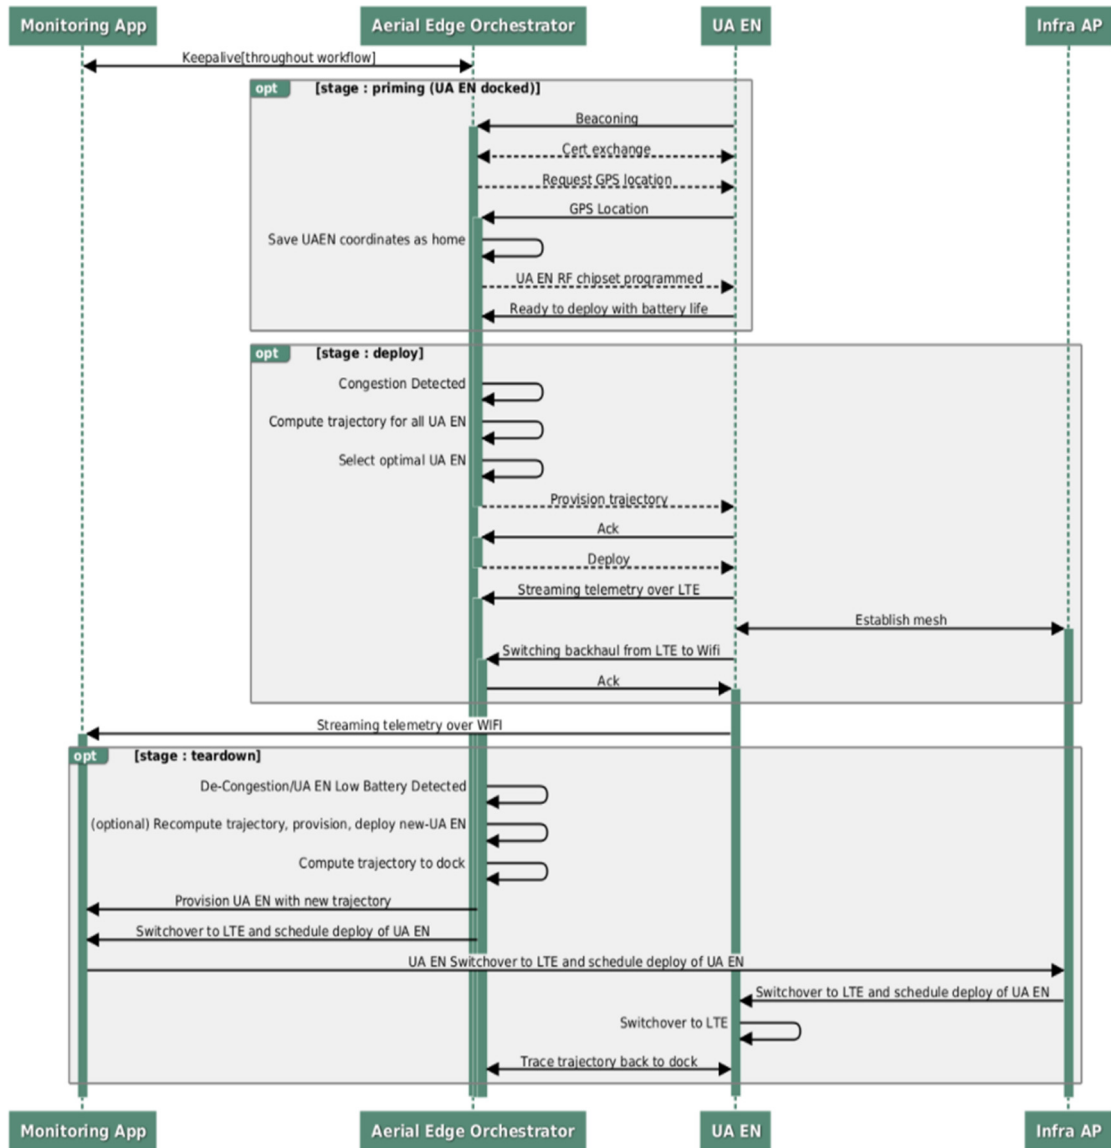 Monitoring App
Aerial Edge Orchestrator
UA EN
Infra AP
Keepalive[throughout workflow]
opt
[stage : priming (UA EN docked)]
Beaconing
Cert exchange
Request GPS location
GPS Location
Save UAEN coordinates as home
UA EN RF chipset programmed
Ready to deploy with battery life
opt
[stage : deploy]
Congestion Detected
Compute trajectory for all UA EN
Select optimal UA EN
Provision trajectory
Ack
Deploy
Streaming telemetry over LTE
Establish mesh
Switching backhaul from LTE to Wifi
Ack
Streaming telemetry over WIFI
opt
[stage : teardown]
De-Congestion/UA EN Low Battery Detected
(optional) Recompute trajectory, provision, deploy new-UA EN
Compute trajectory to dock
Provision UA EN with new trajectory
Switchover to LTE and schedule deploy of UA EN
UA EN Switchover to LTE and schedule deploy of UA EN
Switchover to LTE and schedule deploy of UA EN
Switchover to LTE
Trace trajectory back to dock
Monitoring App
Aerial Edge Orchestrator
UA EN
Infra AP